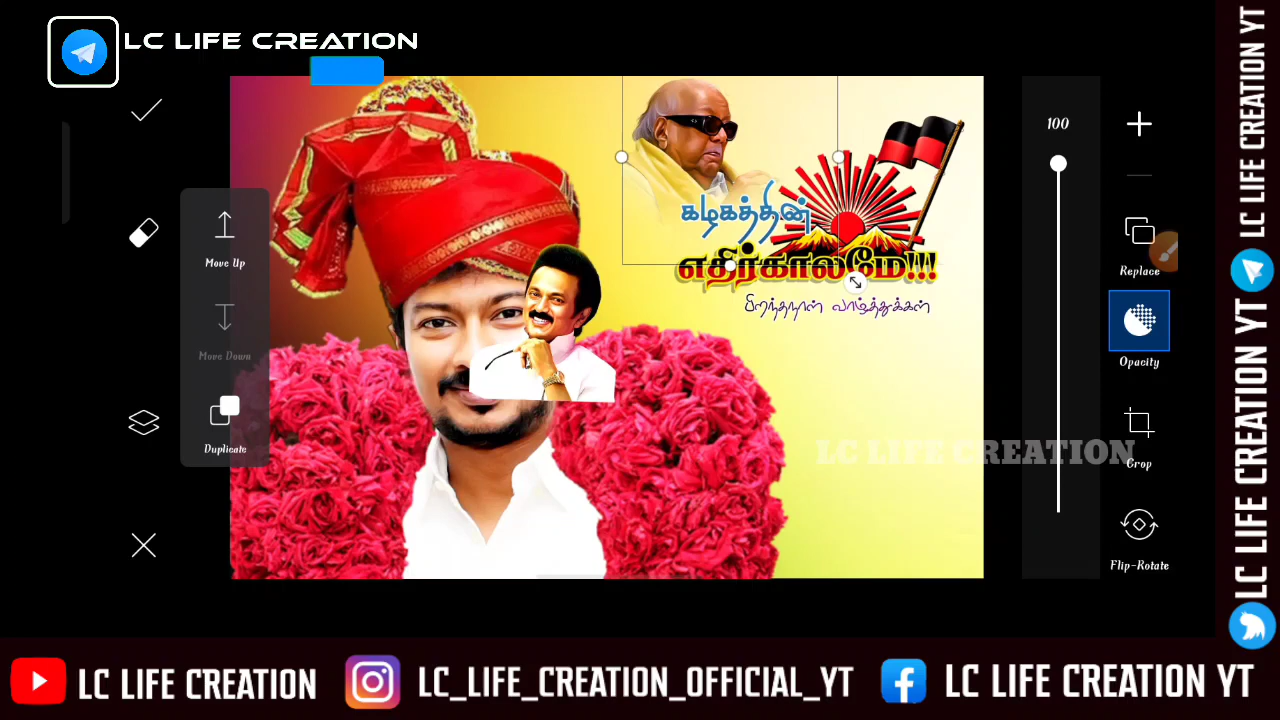 LC LIFE CREATION
100
Move Up
Replace
Move Down
Opacity
Duplicate
Crop
Flip-Rotate
கழகத்தின்
எதிர்காலமே!!!
பிறந்தநாள் வாழ்த்துக்கள்
LC LIFE CREATION
LC LIFE CREATION YT
LC LIFE CREATION YT
LC LIFE CREATION
LC_LIFE_CREATION_OFFICIAL_YT
LC LIFE CREATION YT